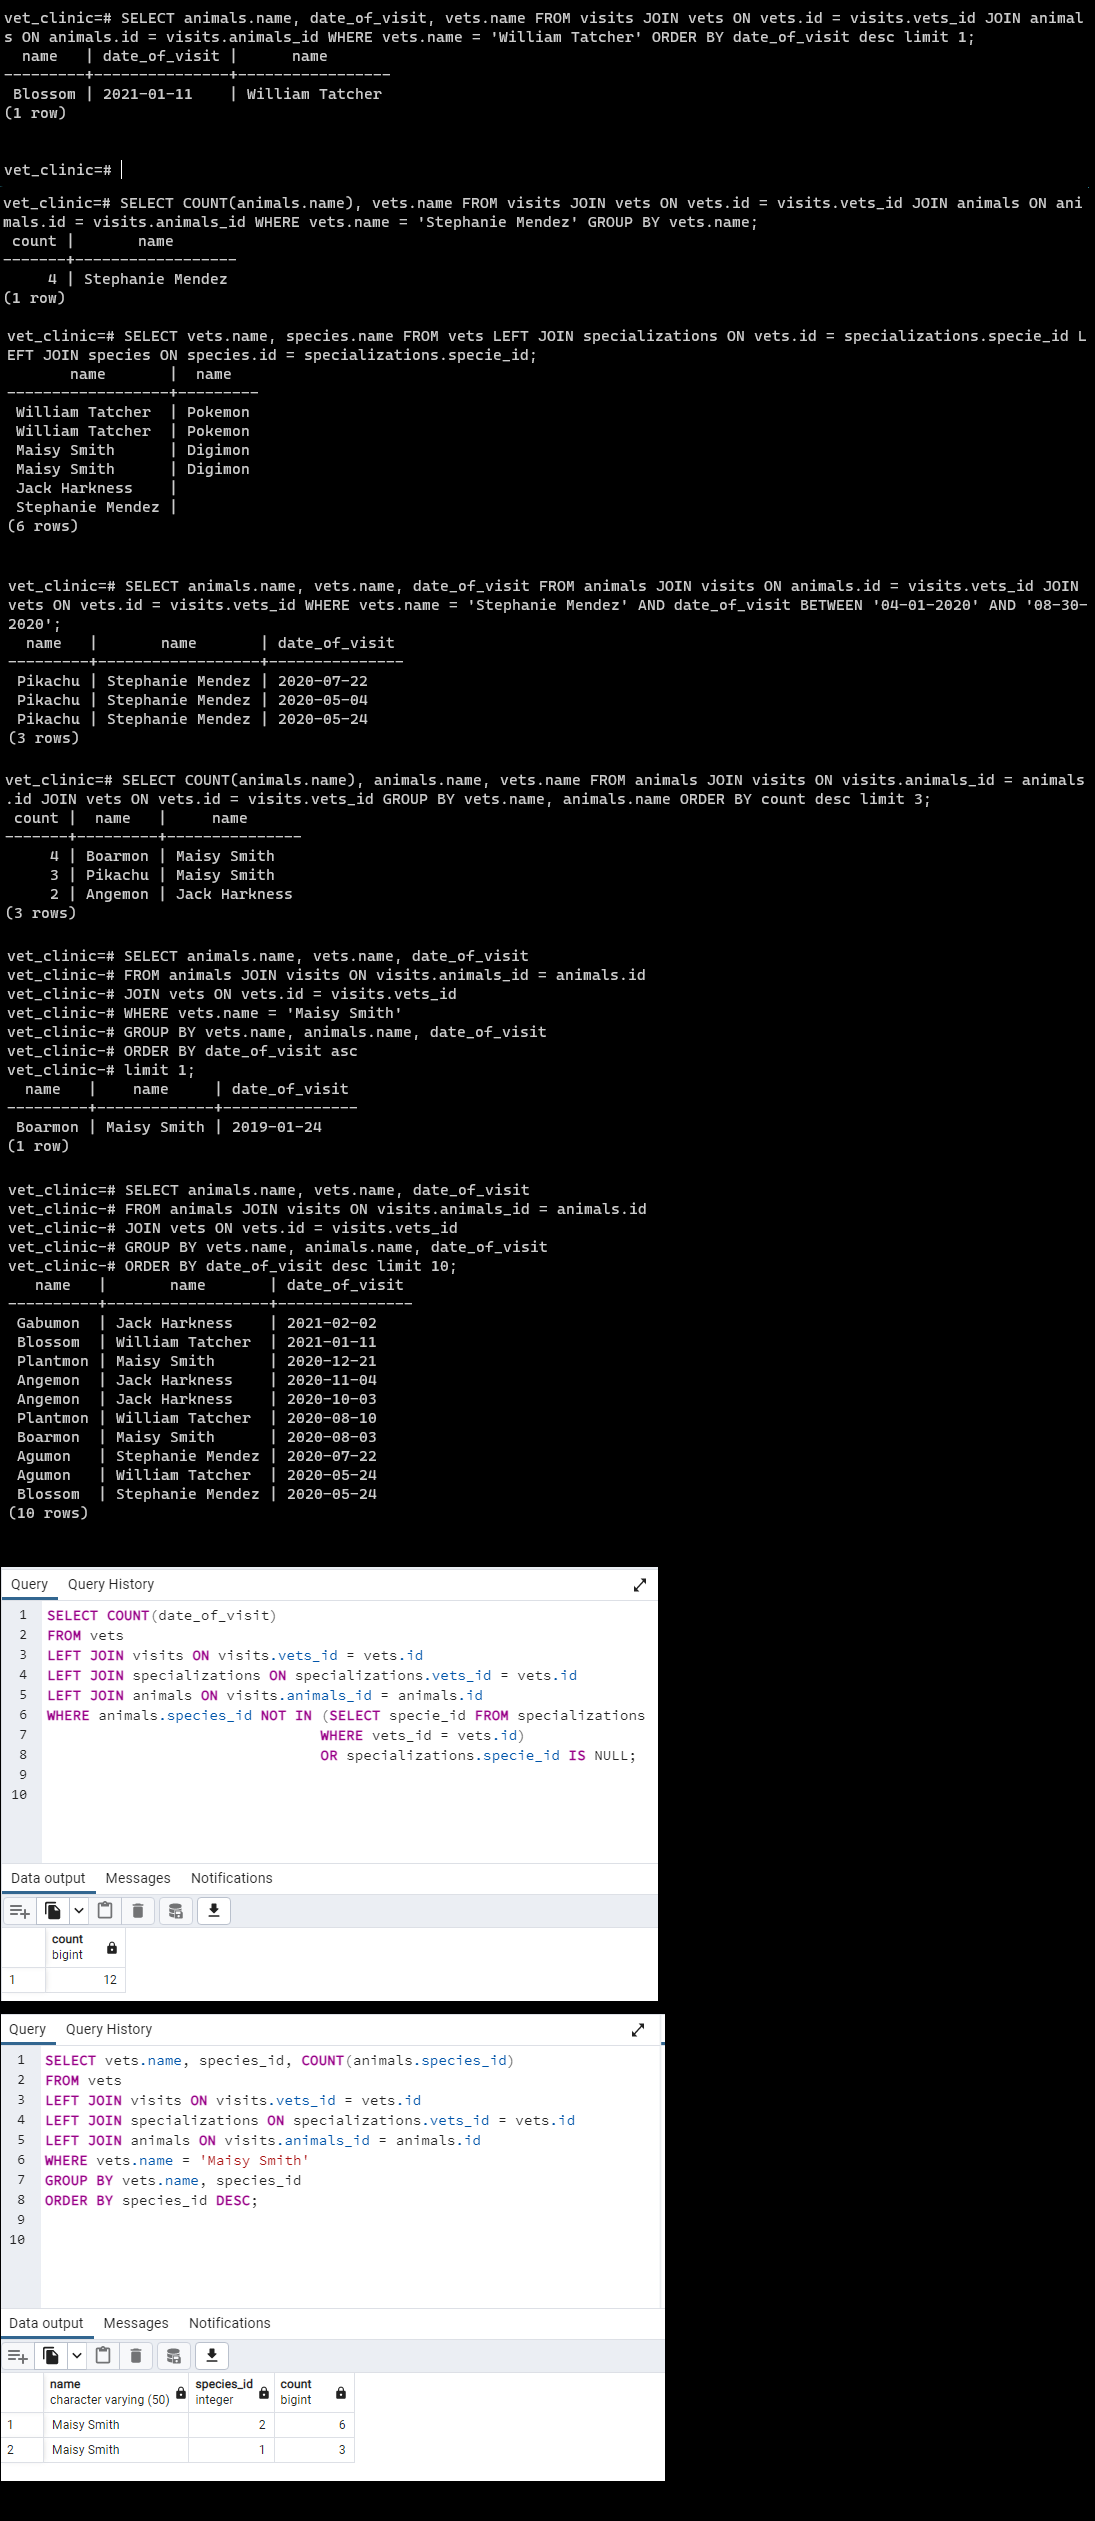 vet_clinic=# SELECT animals.name, date_of_visit, vets.name FROM visits JOIN vets ON vets.id = visits.vets_id JOIN animal
s ON animals.id = visits.animals_id WHERE vets.name = 'William Tatcher' ORDER BY date_of_visit desc limit 1;
  name   | date_of_visit |      name
---------+---------------+-----------------
 Blossom | 2021-01-11    | William Tatcher
(1 row)
vet_clinic=#
vet_clinic=# SELECT COUNT(animals.name), vets.name FROM visits JOIN vets ON vets.id = visits.vets_id JOIN animals ON ani
mals.id = visits.animals_id WHERE vets.name = 'Stephanie Mendez' GROUP BY vets.name;
 count |       name
-------+------------------
     4 | Stephanie Mendez
(1 row)
vet_clinic=# SELECT vets.name, species.name FROM vets LEFT JOIN specializations ON vets.id = specializations.specie_id L
EFT JOIN species ON species.id = specializations.specie_id;
       name       |  name
------------------+---------
 William Tatcher  | Pokemon
 William Tatcher  | Pokemon
 Maisy Smith      | Digimon
 Maisy Smith      | Digimon
 Jack Harkness    |
 Stephanie Mendez |
(6 rows)
vet_clinic=# SELECT animals.name, vets.name, date_of_visit FROM animals JOIN visits ON animals.id = visits.vets_id JOIN
vets ON vets.id = visits.vets_id WHERE vets.name = 'Stephanie Mendez' AND date_of_visit BETWEEN '04-01-2020' AND '08-30-
2020';
  name   |       name       | date_of_visit
---------+------------------+---------------
 Pikachu | Stephanie Mendez | 2020-07-22
 Pikachu | Stephanie Mendez | 2020-05-04
 Pikachu | Stephanie Mendez | 2020-05-24
(3 rows)
vet_clinic=# SELECT COUNT(animals.name), animals.name, vets.name FROM animals JOIN visits ON visits.animals_id = animals
.id JOIN vets ON vets.id = visits.vets_id GROUP BY vets.name, animals.name ORDER BY count desc limit 3;
 count |  name   |     name
-------+---------+---------------
     4 | Boarmon | Maisy Smith
     3 | Pikachu | Maisy Smith
     2 | Angemon | Jack Harkness
(3 rows)
vet_clinic=# SELECT animals.name, vets.name, date_of_visit
vet_clinic-# FROM animals JOIN visits ON visits.animals_id = animals.id
vet_clinic-# JOIN vets ON vets.id = visits.vets_id
vet_clinic-# WHERE vets.name = 'Maisy Smith'
vet_clinic-# GROUP BY vets.name, animals.name, date_of_visit
vet_clinic-# ORDER BY date_of_visit asc
vet_clinic-# limit 1;
  name   |    name     | date_of_visit
---------+-------------+---------------
 Boarmon | Maisy Smith | 2019-01-24
(1 row)
vet_clinic=# SELECT animals.name, vets.name, date_of_visit
vet_clinic-# FROM animals JOIN visits ON visits.animals_id = animals.id
vet_clinic-# JOIN vets ON vets.id = visits.vets_id
vet_clinic-# GROUP BY vets.name, animals.name, date_of_visit
vet_clinic-# ORDER BY date_of_visit desc limit 10;
   name   |       name       | date_of_visit
----------+------------------+---------------
 Gabumon  | Jack Harkness    | 2021-02-02
 Blossom  | William Tatcher  | 2021-01-11
 Plantmon | Maisy Smith      | 2020-12-21
 Angemon  | Jack Harkness    | 2020-11-04
 Angemon  | Jack Harkness    | 2020-10-03
 Plantmon | William Tatcher  | 2020-08-10
 Boarmon  | Maisy Smith      | 2020-08-03
 Agumon   | Stephanie Mendez | 2020-07-22
 Agumon   | William Tatcher  | 2020-05-24
 Blossom  | Stephanie Mendez | 2020-05-24
(10 rows)
Query Query History
1 SELECT COUNT(date_of_visit)
2 FROM vets
3 LEFT JOIN visits ON visits.vets_id = vets.id
4 LEFT JOIN specializations ON specializations.vets_id = vets.id
5 LEFT JOIN animals ON visits.animals_id = animals.id
6 WHERE animals.species_id NOT IN (SELECT specie_id FROM specializations
7 WHERE vets_id = vets.id)
8 OR specializations.specie_id IS NULL;
9
10
Data output Messages Notifications
count
bigint
1 12
Query Query History
1 SELECT vets.name, species_id, COUNT(animals.species_id)
2 FROM vets
3 LEFT JOIN visits ON visits.vets_id = vets.id
4 LEFT JOIN specializations ON specializations.vets_id = vets.id
5 LEFT JOIN animals ON visits.animals_id = animals.id
6 WHERE vets.name = 'Maisy Smith'
7 GROUP BY vets.name, species_id
8 ORDER BY species_id DESC;
9
10
Data output Messages Notifications
name species_id count
character varying (50) integer bigint
1 Maisy Smith 2 6
2 Maisy Smith 1 3